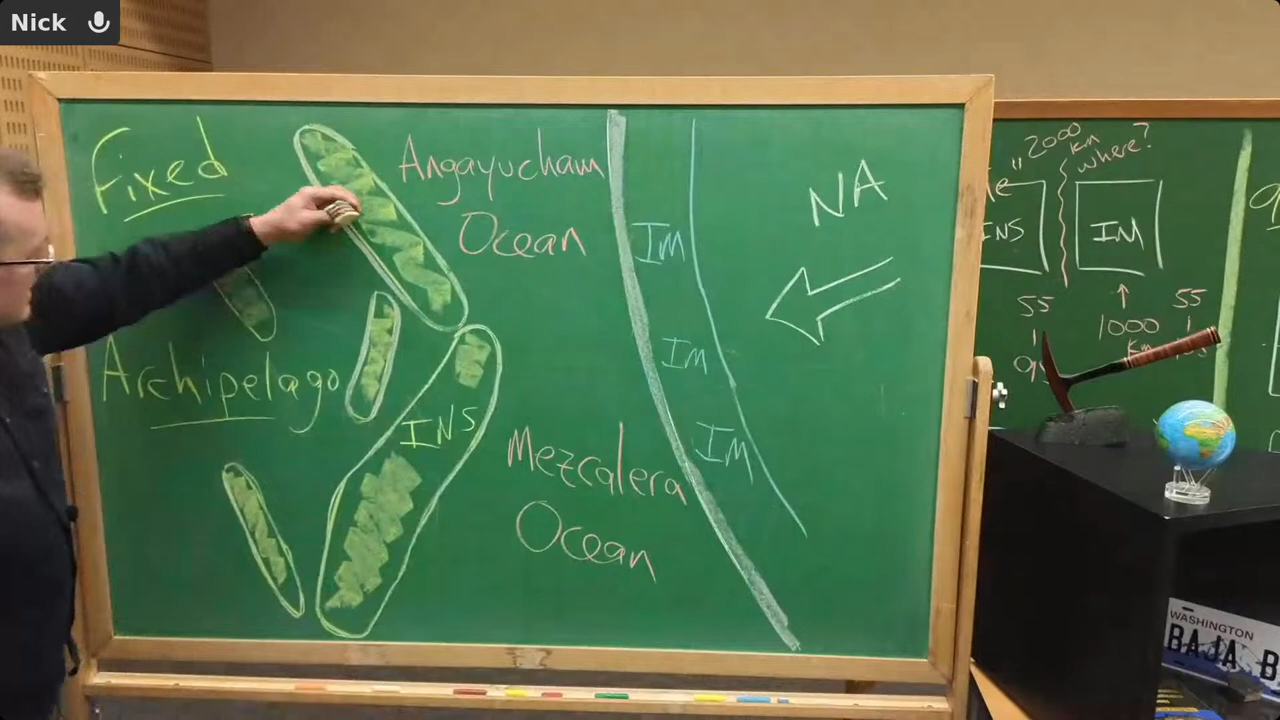 Nick
Fixed
Archipelago
Angayucham
Ocean
INS
Mezcalera
Ocean
Im
Im
Im
NA
2000
km
where?
INS
IM
55
1000
km
55
WASHINGTON
BAJA B